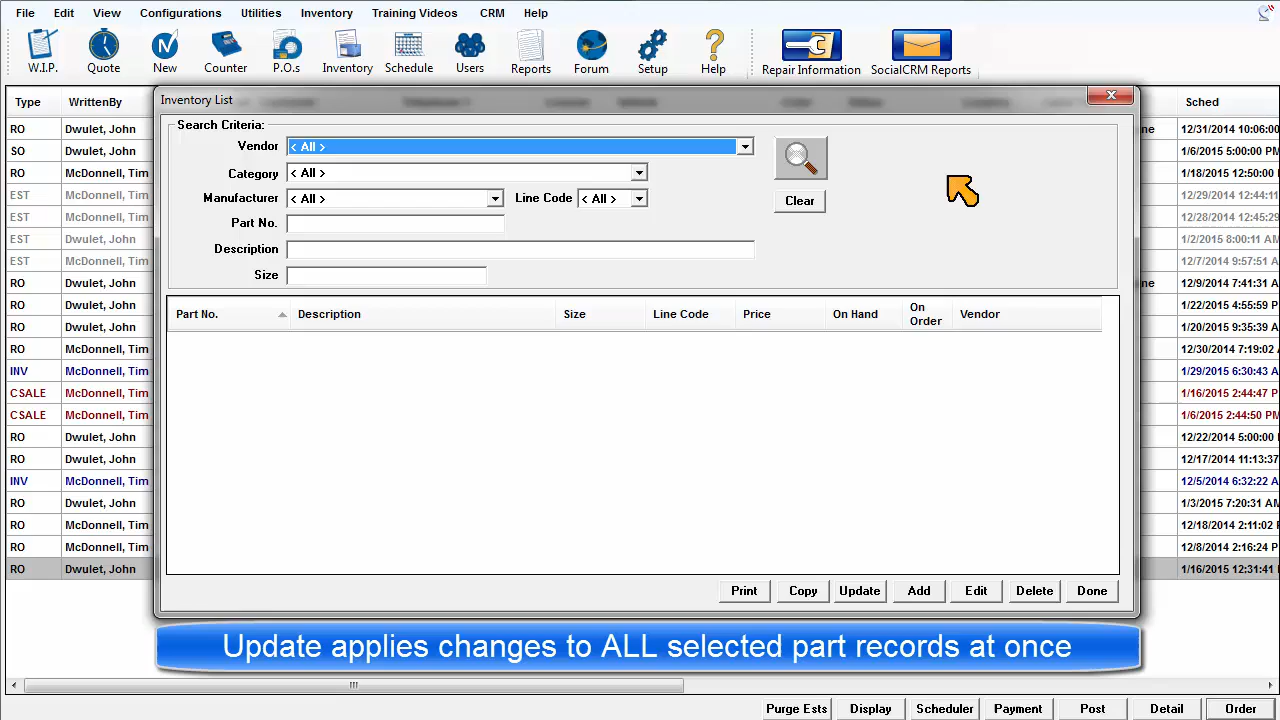 File Edit View Configurations Utilities Inventory Training Videos CRM Help
W.I.P. Quote New Counter P.O.s Inventory Schedule Users Reports Forum Setup Help Repair Information SocialCRM Reports
Type WrittenBy Sched
Inventory List
Search Criteria:
Vendor < All >
Category < All >
Manufacturer < All > Line Code < All >
Clear
Part No.
Description
Size
Part No. Description Size Line Code Price On Hand On Order Vendor
RO Dwulet, John ne 12/31/2014 10:06:00
SO Dwulet, John 1/6/2015 5:00:00 PM
RO McDonnell, Tim 1/18/2015 12:50:00
EST McDonnell, Tim 12/29/2014 12:44:1
EST McDonnell, Tim 12/28/2014 12:45:2
EST Dwulet, John 1/2/2015 8:00:11 AM
EST McDonnell, Tim 12/7/2014 9:57:51 A
RO Dwulet, John ne 12/9/2014 7:41:31 A
RO Dwulet, John 1/22/2015 4:55:59 P
RO Dwulet, John 1/20/2015 9:35:39 A
RO McDonnell, Tim 12/30/2014 7:19:02 A
INV McDonnell, Tim 1/29/2015 6:30:43 A
CSALE McDonnell, Tim 1/16/2015 2:44:47 P
CSALE McDonnell, Tim 1/6/2015 2:44:50 PM
RO Dwulet, John 12/22/2014 5:00:00
RO Dwulet, John 12/17/2014 11:13:37
INV McDonnell, Tim 12/5/2014 6:32:22 A
RO Dwulet, John 1/3/2015 7:20:31 AM
RO McDonnell, Tim 12/18/2014 2:11:02 P
RO McDonnell, Tim 12/8/2014 2:16:24 P
RO Dwulet, John 1/16/2015 12:31:41
Print Copy Update Add Edit Delete Done
Update applies changes to ALL selected part records at once
Purge Ests Display Scheduler Payment Post Detail Order